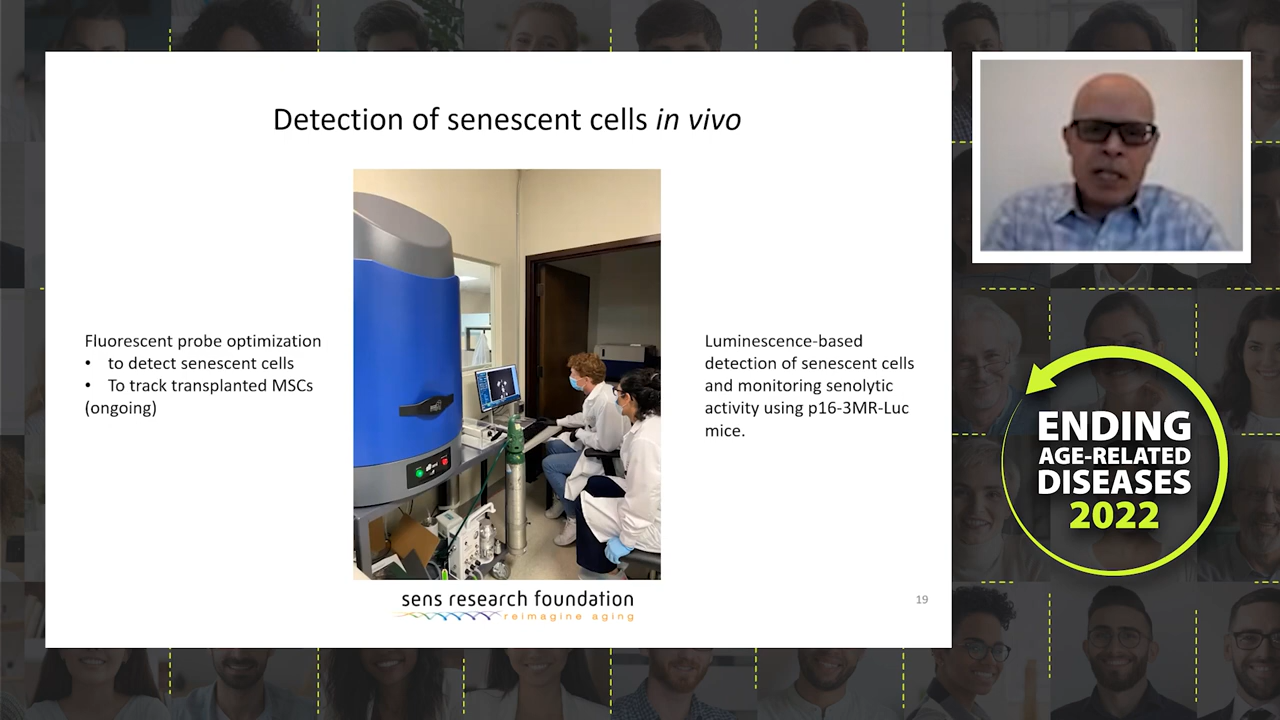 Detection of senescent cells in vivo
Fluorescent probe optimization
• to detect senescent cells
• To track transplanted MSCs
(ongoing)
Luminescence-based
detection of senescent cells
and monitoring senolytic
activity using p16-3MR-Luc
mice.
sens research foundation
reimagine aging
19
ENDING
AGE-RELATED
DISEASES
2022